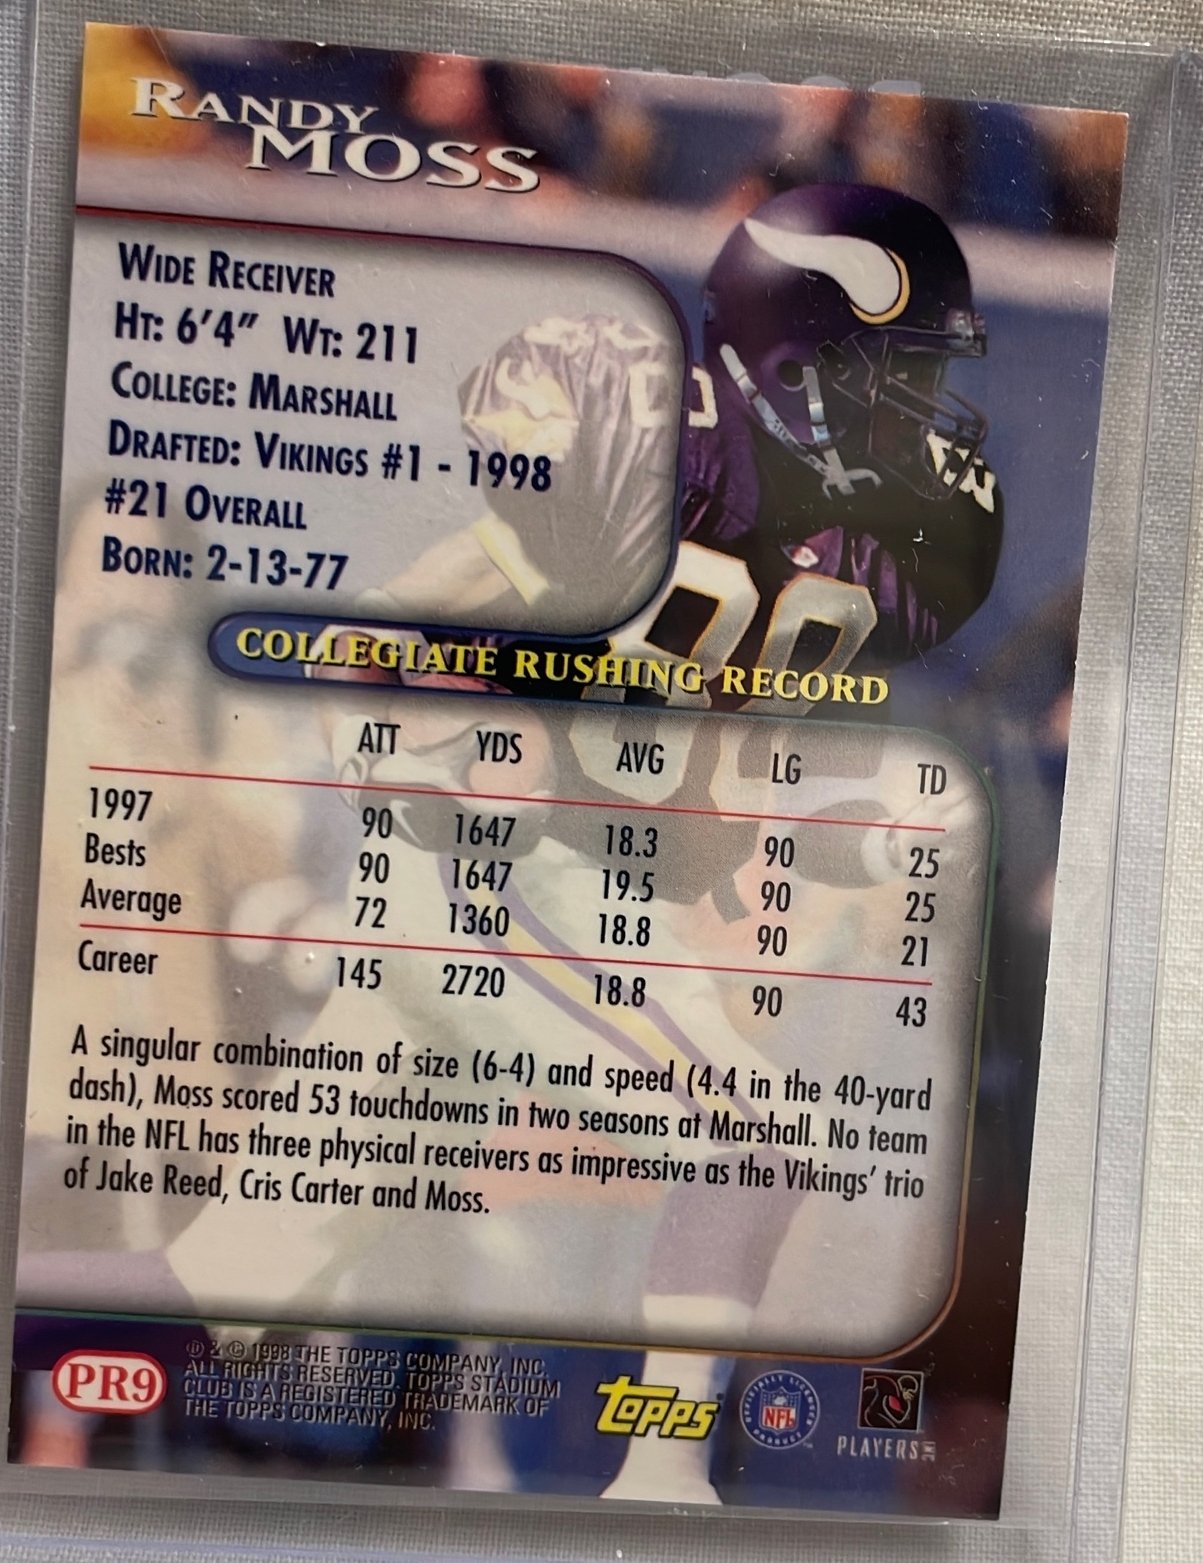 RANDY
MOSS
WIDE RECEIVER
HT: 6'4" WT: 211
COLLEGE: MARSHALL
DRAFTED: VIKINGS #1 - 1998
#21 OVERALL
BORN: 2-13-77
COLLEGIATE RUSHING RECORD
ATT YDS AVG LG TD
1997 90 1647 18.3 90 25
Bests 90 1647 19.5 90 25
Average 72 1360 18.8 90 21
Career 145 2720 18.8 90 43
A singular combination of size (6-4) and speed (4.4 in the 40-yard
dash), Moss scored 53 touchdowns in two seasons at Marshall. No team
in the NFL has three physical receivers as impressive as the Vikings' trio
of Jake Reed, Cris Carter and Moss.
PR9
® & © 1998 THE TOPPS COMPANY, INC.
ALL RIGHTS RESERVED. TOPPS STADIUM
CLUB IS A REGISTERED TRADEMARK OF
THE TOPPS COMPANY, INC.
Topps
OFFICIALLY LICENSED
NFL
PRODUCT
PLAYERS INC